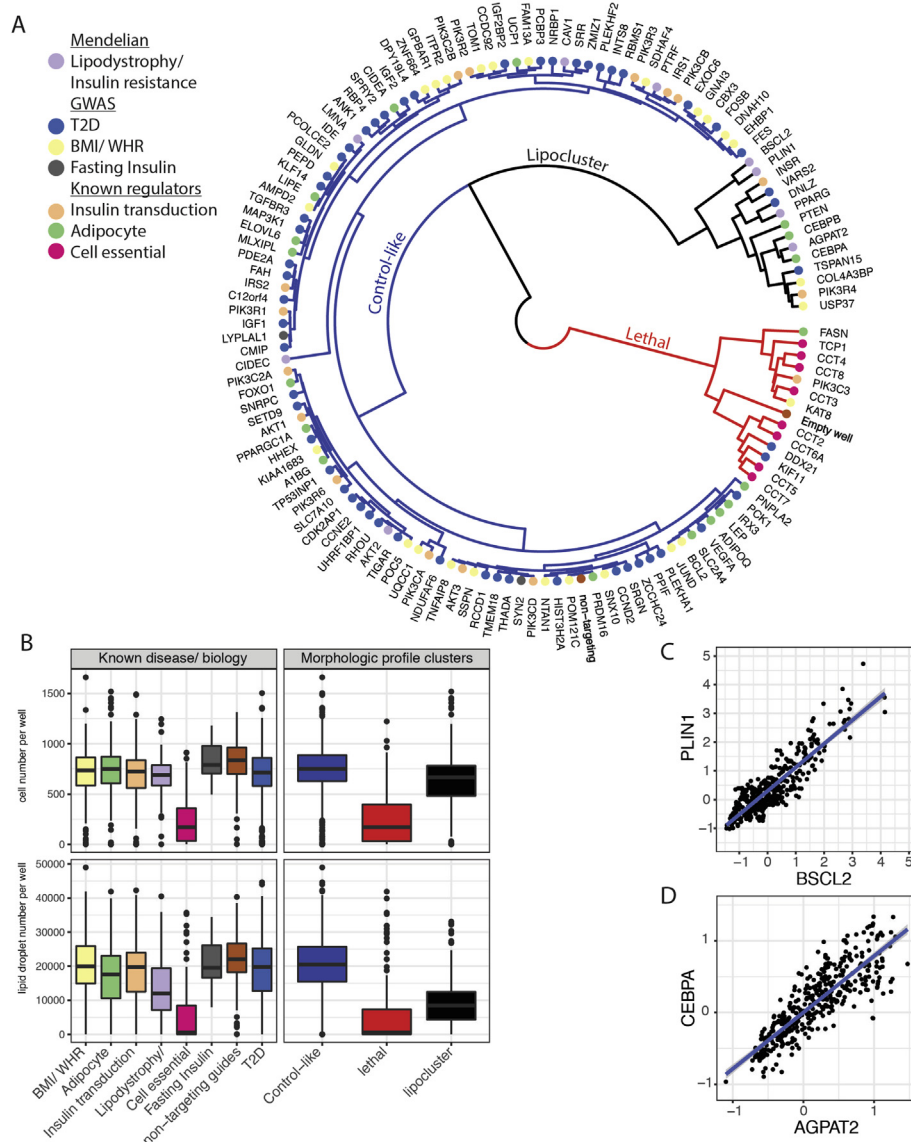 A
Mendelian
Lipodystrophy/
Insulin resistance
GWAS
T2D
BMI/ WHR
Fasting Insulin
Known regulators
Insulin transduction
Adipocyte
Cell essential
Lipocluster
Control-like
Lethal
CIDEC
CMIP
LYPLAL1
IGF1
PIK3R1
C12orf4
IRS2
FAH
PDE2A
MLXIPL
ELOVL6
MAP3K1
TGFBR3
AMPD2
LIPE
KLF14
PEPD
GLDN
PCOLCE2
IDE
LMNA
ANK1
RBP4
SPRY2
CIDEA
IGF2
DPY19L4
ZNF664
GPBAR1
ITPR2
PIK3C2B
PIK3R2
TOM1
CCDC92
IGF2BP2
UCP1
FAM13A
PCBP3
NRBP1
CAV1
SRR
ZMIZ1
PLEKHF2
INTS8
RBMS1
PIK3R3
SDHAF4
PTRF
IRS1
PIK3CB
EXOC6
GNAI3
CBX3
FOSB
DNAH10
EHBP1
FES
BSCL2
PLIN1
INSR
VARS2
DNLZ
PPARG
PTEN
CEBPB
AGPAT2
CEBPA
TSPAN15
COL4A3BP
PIK3R4
USP37
FASN
TCP1
CCT4
CCT8
PIK3C3
CCT3
KAT8
Empty well
CCT2
CCT6A
DDX21
KIF11
CCT5
CCT7
PNPLA2
PCK1
IRX3
LEP
ADIPOQ
VEGFA
SLC2A4
BCL2
JUND
PLEKHA1
PPIF
ZCCHC24
SRGN
CCND2
SNX10
PRDM16
non-targeting
POM121C
HIST3H2A
NTAN1
PIK3CD
SYN2
THADA
TMEM18
RCCD1
SSPN
AKT3
TNFAIP8
NDUFAF6
PIK3CA
UQCC1
POC5
TIGAR
AKT2
RHOU
UHRF1BP1
CCNE2
CDK2AP1
SLC7A10
PIK3R6
TP53INP1
A1BG
KIAA1683
HHEX
PPARGC1A
AKT1
SETD9
SNRPC
FOXO1
PIK3C2A
B
Known disease/ biology
Morphologic profile clusters
cell number per well
1500
1000
500
0
lipid droplet number per well
50000
40000
30000
20000
10000
0
BMI/ WHR
Adipocyte
Insulin transduction
Lipodystrophy/
Cell essential
Fasting Insulin
non-targeting guides
T2D
Control-like
lethal
lipocluster
C
PLIN1
5
4
3
2
1
0
−1
−1 0 1 2 3 4 5
BSCL2
D
CEBPA
1
0
−1
−1 0 1
AGPAT2